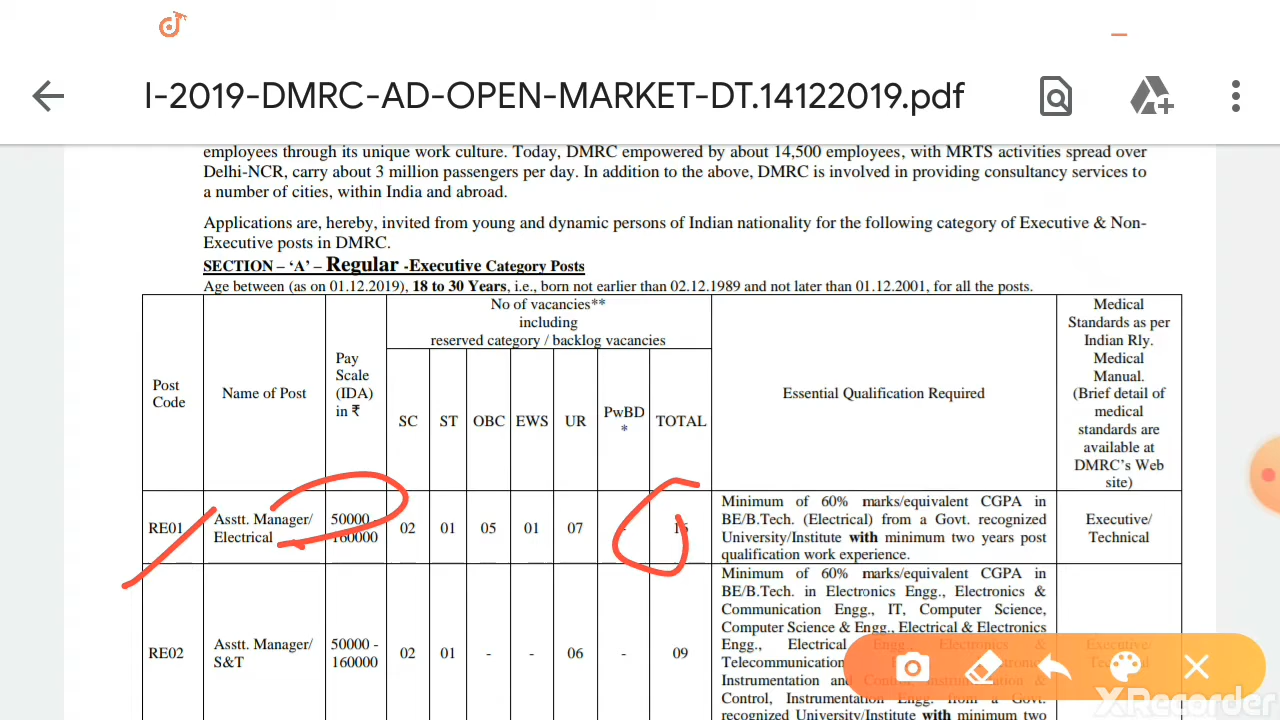 I-2019-DMRC-AD-OPEN-MARKET-DT.14122019.pdf
employees through its unique work culture. Today, DMRC empowered by about 14,500 employees, with MRTS activities spread over
Delhi-NCR, carry about 3 million passengers per day. In addition to the above, DMRC is involved in providing consultancy services to
a number of cities, within India and abroad.
Applications are, hereby, invited from young and dynamic persons of Indian nationality for the following category of Executive & Non-
Executive posts in DMRC.
SECTION – ‘A’ – Regular -Executive Category Posts
Age between (as on 01.12.2019), 18 to 30 Years, i.e., born not earlier than 02.12.1989 and not later than 01.12.2001, for all the posts.
Post
Code
Name of Post
Pay
Scale
(IDA)
in ₹
No of vacancies**
including
reserved category / backlog vacancies
SC ST OBC EWS UR PwBD
*
TOTAL
Essential Qualification Required
Medical
Standards as per
Indian Rly.
Medical
Manual.
(Brief detail of
medical
standards are
available at
DMRC’s Web
site)
RE01
Asstt. Manager/
Electrical
50000 -
160000
02 01 05 01 07 - 16
Minimum of 60% marks/equivalent CGPA in
BE/B.Tech. (Electrical) from a Govt. recognized
University/Institute with minimum two years post
qualification work experience.
Executive/
Technical
RE02
Asstt. Manager/
S&T
50000 -
160000
02 01 - - 06 - 09
Minimum of 60% marks/equivalent CGPA in
BE/B.Tech. in Electronics Engg., Electronics &
Communication Engg., IT, Computer Science,
Computer Science & Engg., Electrical & Electronics
Engg., Electrical Engg., Electronics &
Telecommunication
Instrumentation and Control, Instrumentation &
Control, Instrumentation Engg. from a Govt.
recognized University/Institute with minimum two
Executive/
Technical
XRecorder